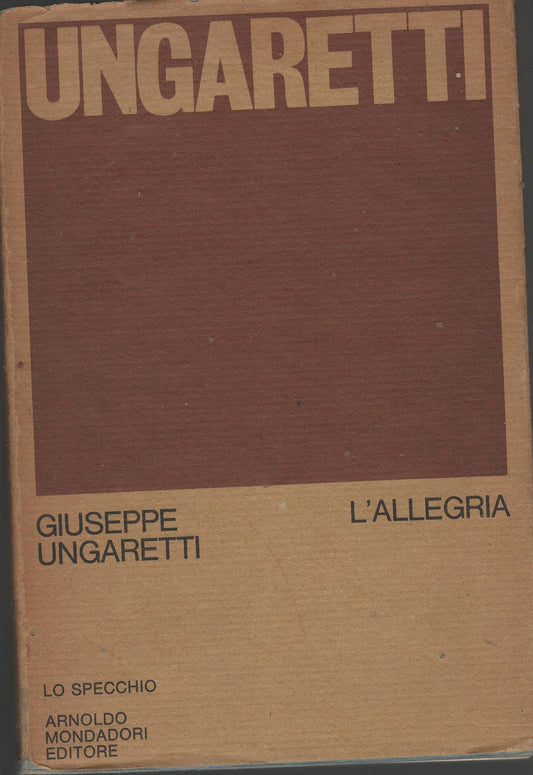 UNGARETTI
GIUSEPPE
UNGARETTI
L'ALLEGRIA
LO SPECCHIO
ARNOLDO
MONDADORI
EDITORE